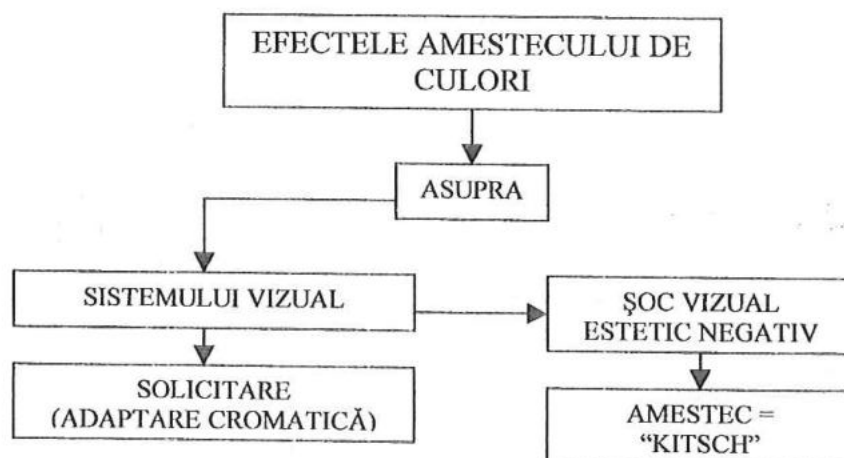 EFECTELE AMESTECULUI DE
CULORI
ASUPRA
SISTEMULUI VIZUAL
ŞOC VIZUAL
ESTETIC NEGATIV
SOLICITARE
(ADAPTARE CROMATICĂ)
AMESTEC =
“KITSCH”